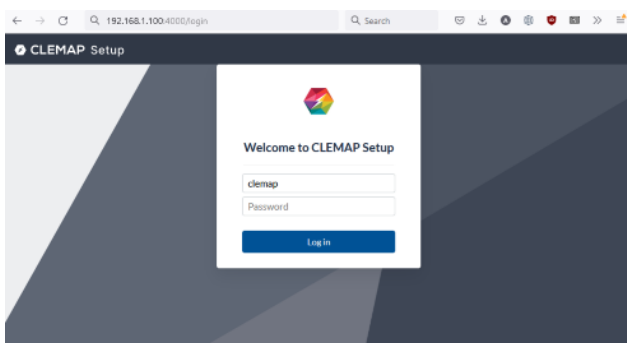 192.168.1.100:4000/login
Search
CLEMAP Setup
Welcome to CLEMAP Setup
clemap
Password
Log in